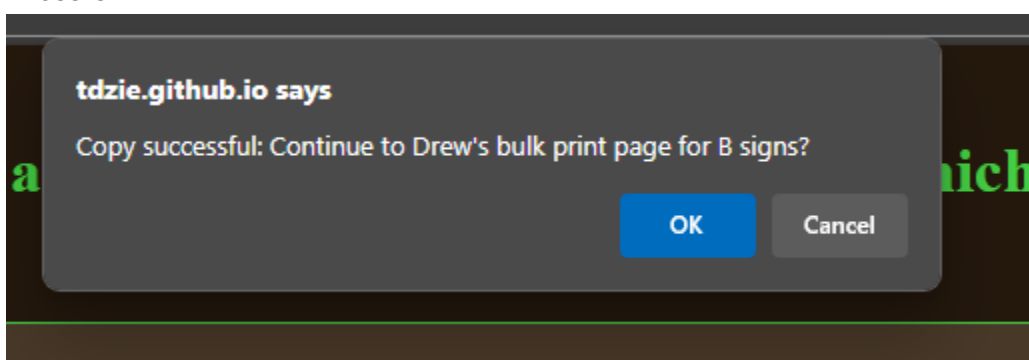 tdzie.github.io says
Copy successful: Continue to Drew's bulk print page for B signs?
a
OK
Cancel